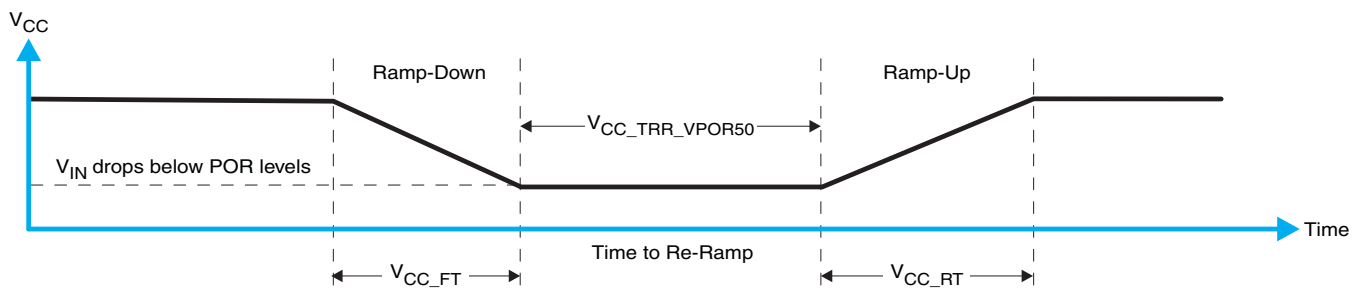 VCC
Ramp-Down
Ramp-Up
VCC_TRR_VPOR50
VIN drops below POR levels
Time
Time to Re-Ramp
VCC_FT
VCC_RT